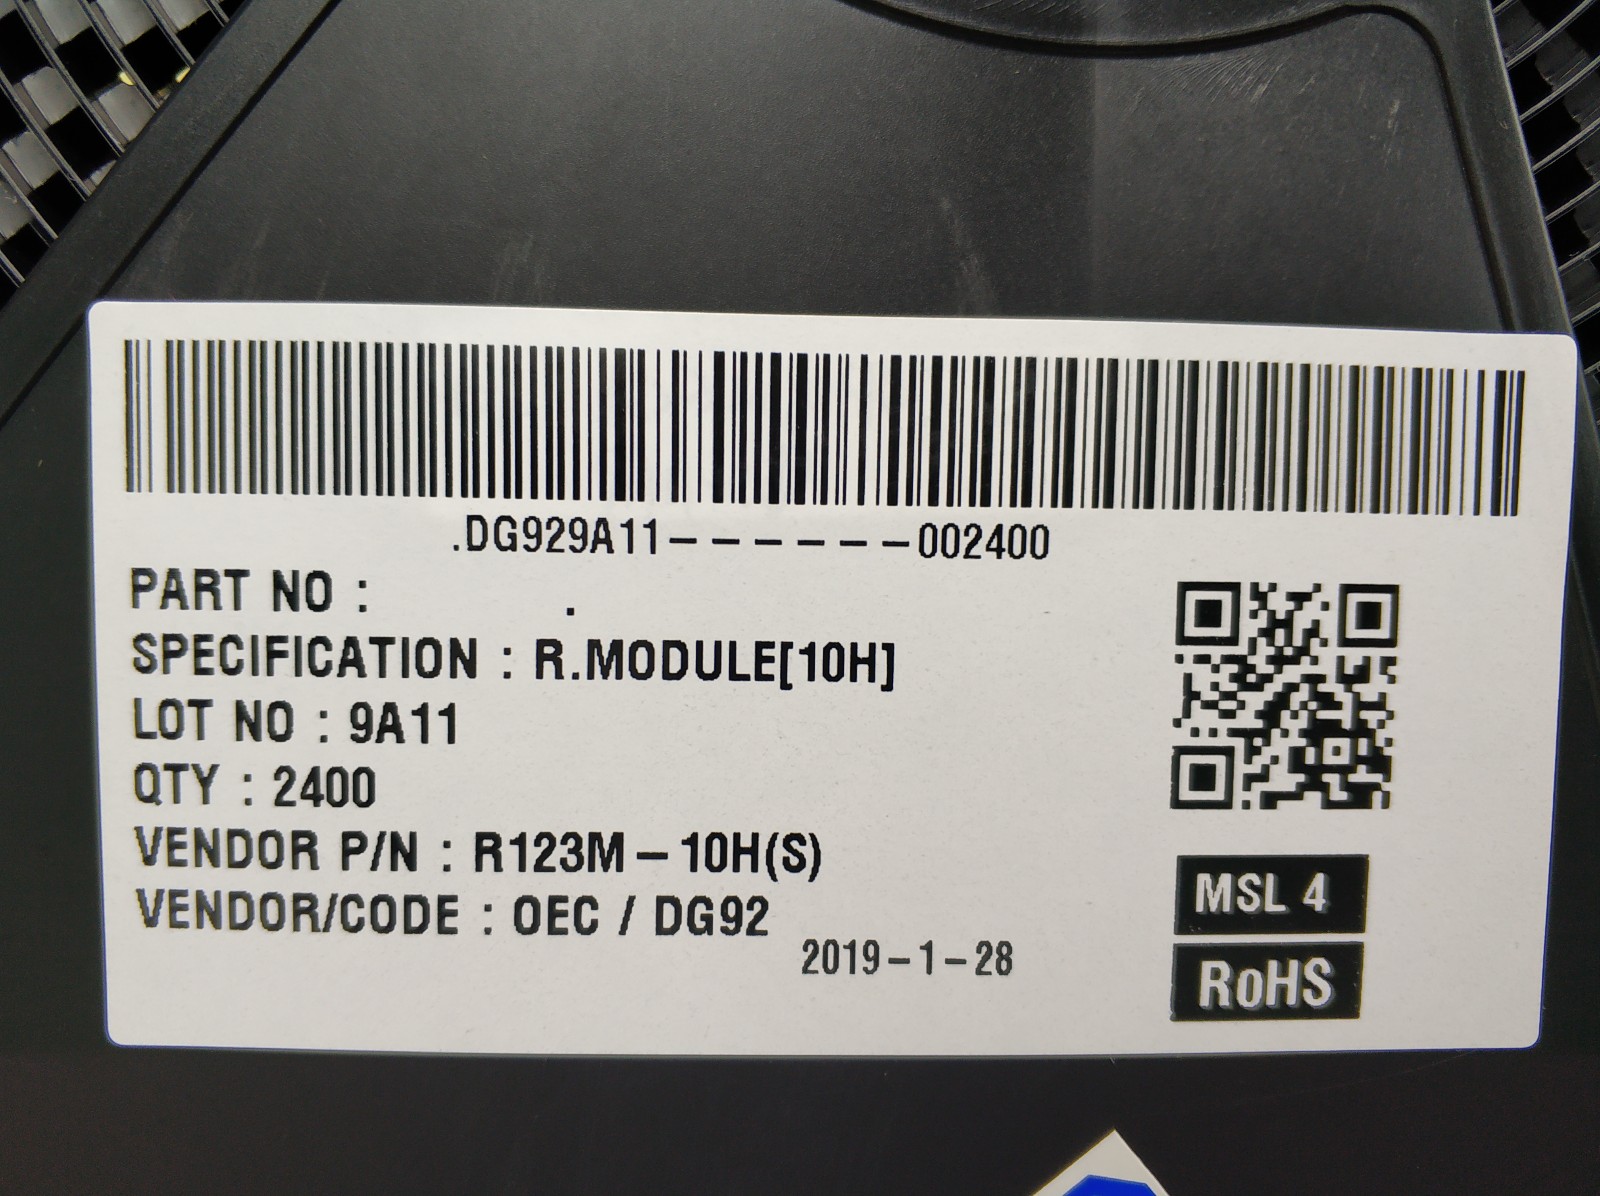 .DG929A11------002400
PART NO : .
SPECIFICATION : R.MODULE[10H]
LOT NO : 9A11
QTY : 2400
VENDOR P/N : R123M-10H(S)
VENDOR/CODE : OEC / DG92
2019-1-28
MSL 4
RoHS